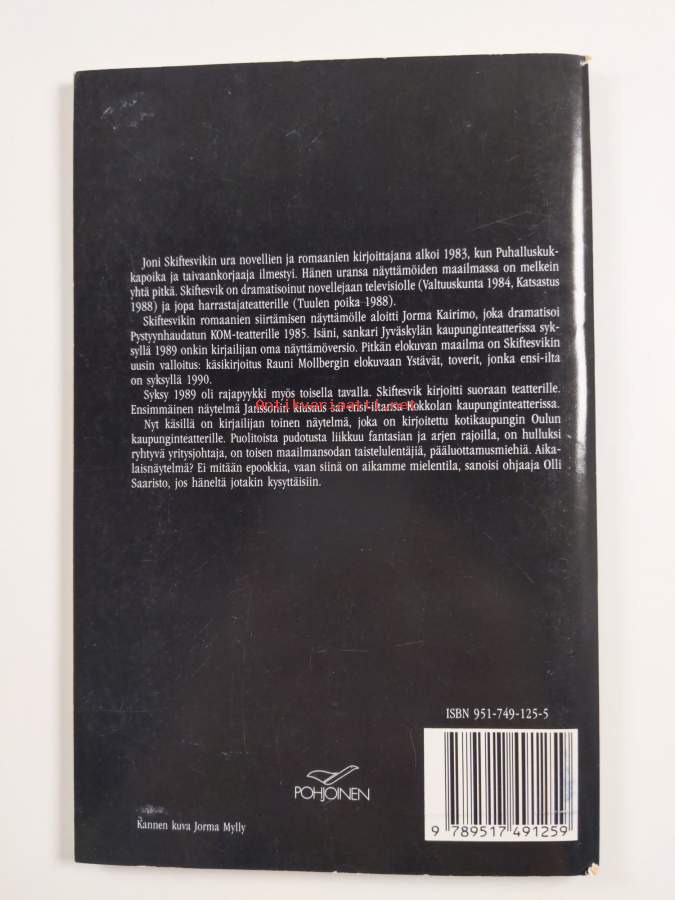 Joni Skiftesvikin ura novellien ja romaanien kirjoittajana alkoi 1983, kun Puhalluskuk-
kapoika ja taivaankorjaaja ilmestyi. Hänen uransa näyttämöiden maailmassa on melkein
yhtä pitkä. Skiftesvik on dramatisoinut novellejaan televisiolle (Valtuuskunta 1984, Katsastus
1988) ja jopa harrastajateatterille (Tuulen poika 1988).
Skiftesvikin romaanien siirtämisen näyttämölle aloitti Jorma Kairimo, joka dramatisoi
Pystyynhaudatun KOM-teatterille 1985. Isäni, sankari Jyväskylän kaupunginteatterissa syk-
syllä 1989 onkin kirjailijan oma näyttämöversio. Pitkän elokuvan maailma on Skiftesvikin
uusin valloitus: käsikirjoitus Rauni Mollbergin elokuvaan Ystävät, toverit, jonka ensi-ilta
on syksyllä 1990.
Syksy 1989 oli rajapyykki myös toisella tavalla. Skiftesvik kirjoitti suoraan teatterille.
Ensimmäinen näytelmä Janssonin kiusaus sai ensi-iltansa Kokkolan kaupunginteatterissa.
Antikvariaatti.net
Nyt käsillä on kirjailijan toinen näytelmä, joka on kirjoitettu kotikaupungin Oulun
kaupunginteatterille. Puolitoista pudotusta liikkuu fantasian ja arjen rajoilla, on hulluksi
ryhtyvä yritysjohtaja, on toisen maailmansodan taistelulentäjiä, pääluottamusmiehiä. Aika-
laisnäytelmä? Ei mitään epookkia, vaan siinä on aikamme mielentila, sanoisi ohjaaja Olli
Saaristo, jos häneltä jotakin kysyttäisiin.
ISBN 951-749-125-5
POHJOINEN
Kannen kuva Jorma Mylly
9 789517 491259